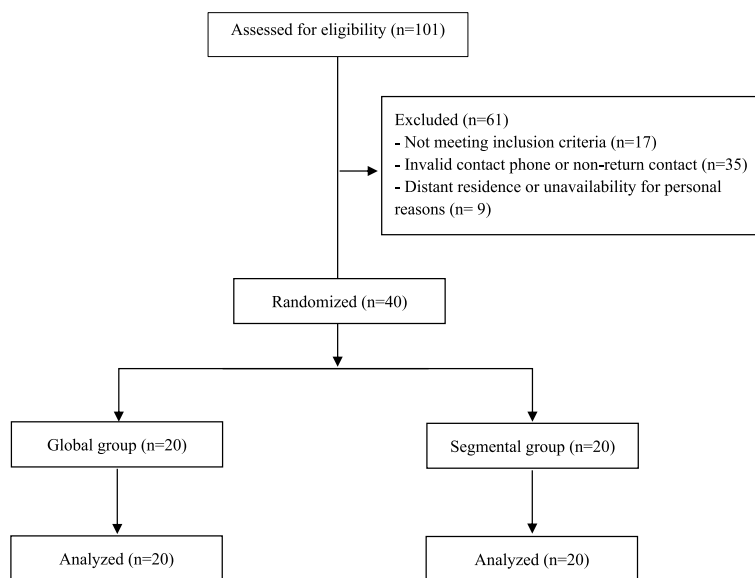 Assessed for eligibility (n=101)
Excluded (n=61)
- Not meeting inclusion criteria (n=17)
- Invalid contact phone or non-return contact (n=35)
- Distant residence or unavailability for personal
reasons (n= 9)
Randomized (n=40)
Global group (n=20)
Segmental group (n=20)
Analyzed (n=20)
Analyzed (n=20)